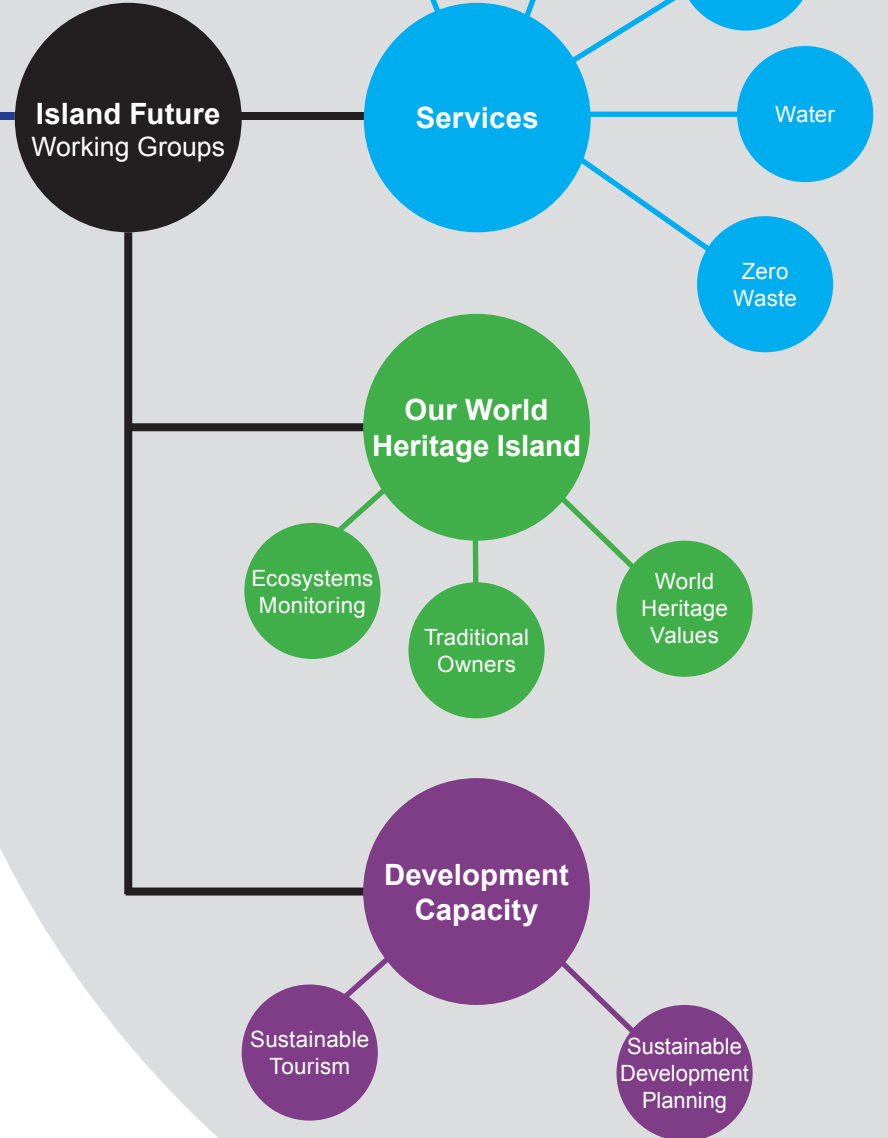 Island Future
Working Groups
Services
Water
Zero
Waste
Our World
Heritage Island
Ecosystems
Monitoring
Traditional
Owners
World
Heritage
Values
Development
Capacity
Sustainable
Tourism
Sustainable
Development
Planning